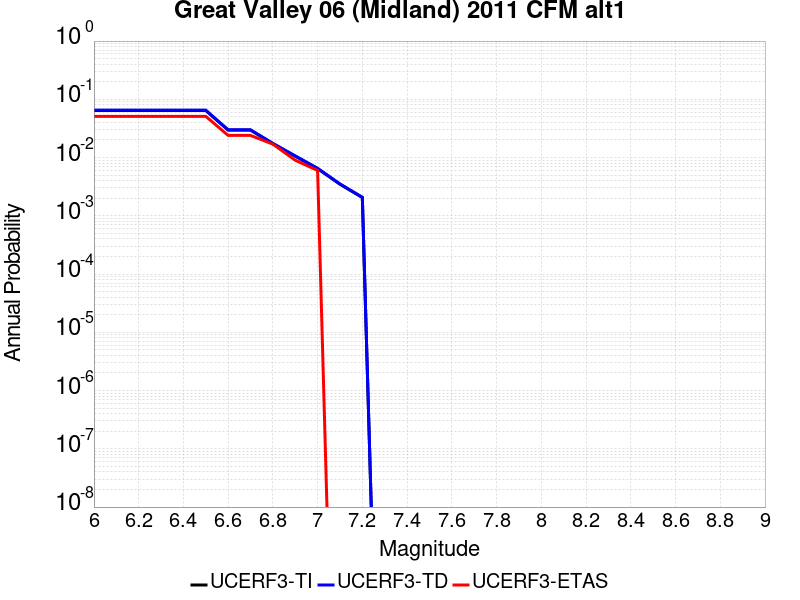 Great Valley 06 (Midland) 2011 CFM alt1
Annual Probability
10^0
10^-1
10^-2
10^-3
10^-4
10^-5
10^-6
10^-7
10^-8
6 6.2 6.4 6.6 6.8 7 7.2 7.4 7.6 7.8 8 8.2 8.4 8.6 8.8 9
Magnitude
UCERF3-TI UCERF3-TD UCERF3-ETAS